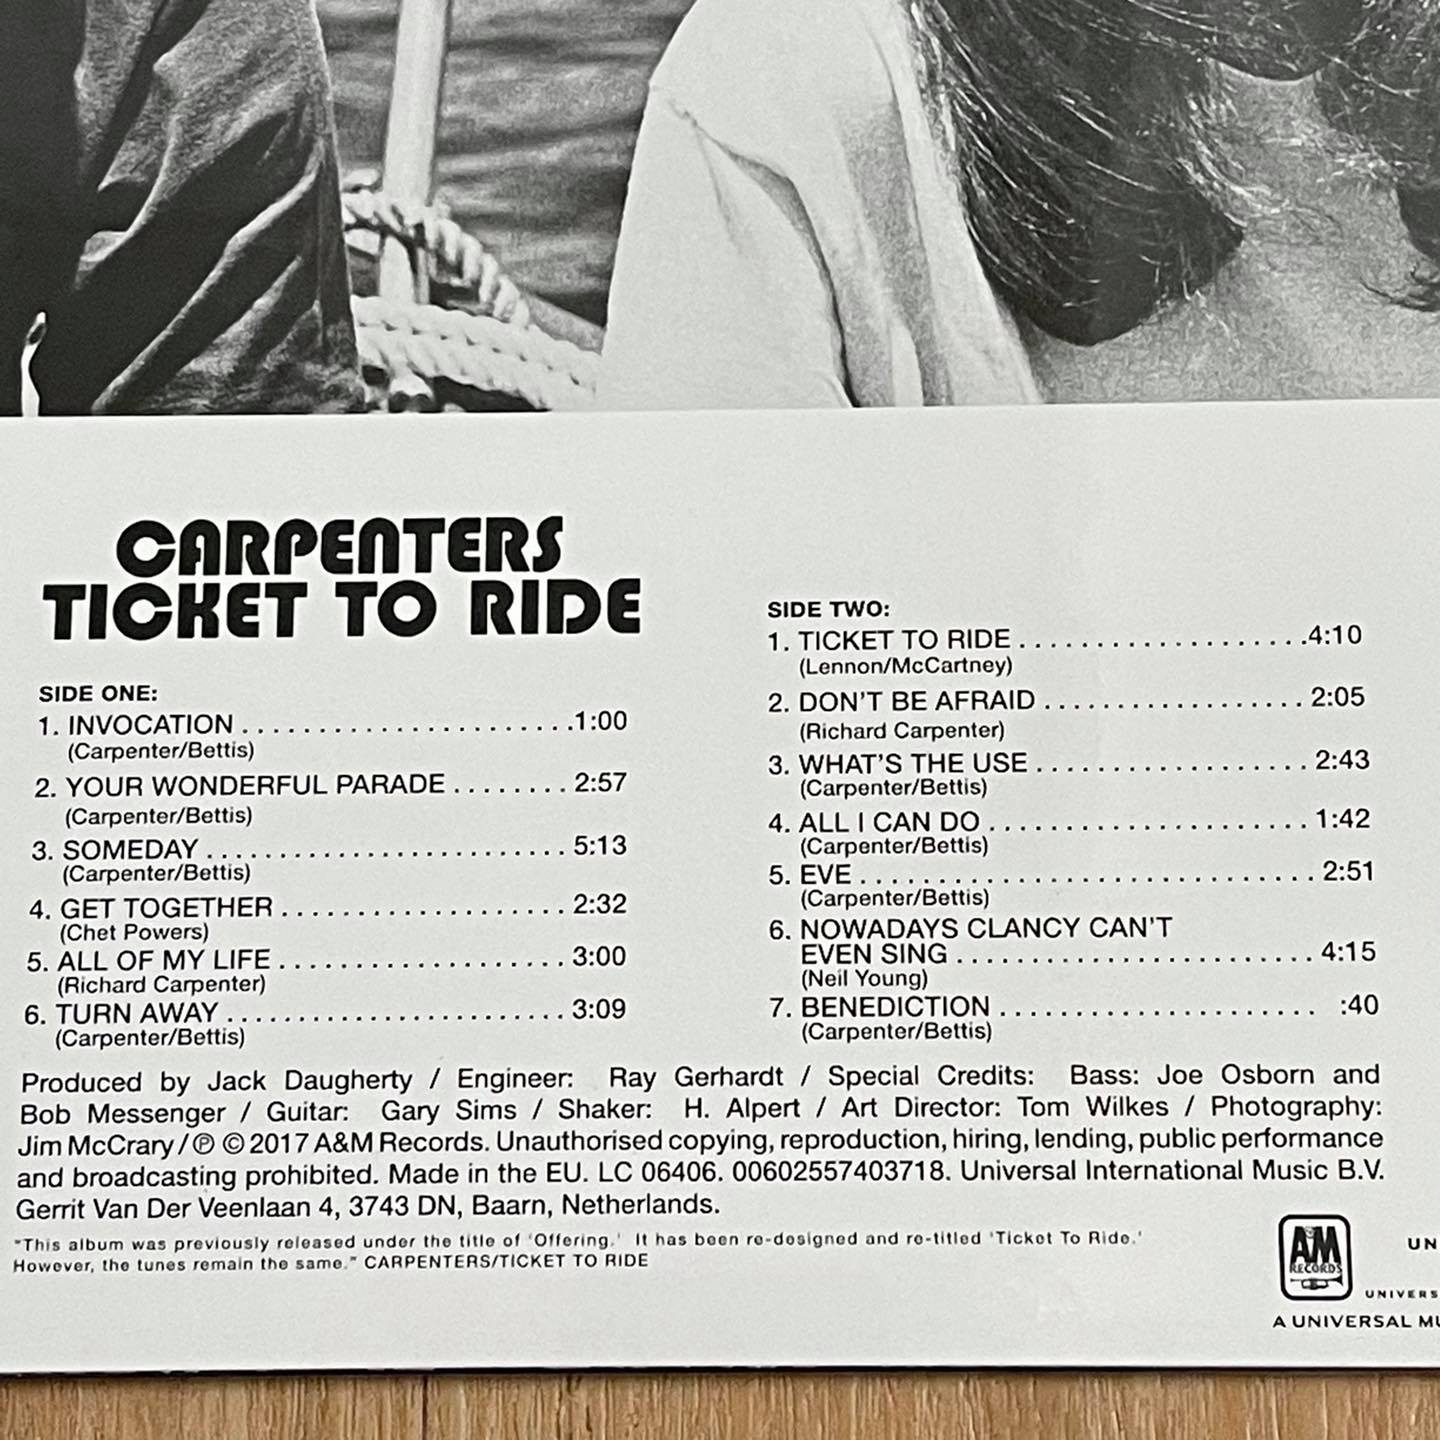 CARPENTERS
TICKET TO RIDE
SIDE ONE:
1. INVOCATION . . . . . . . . . . . . . . . . . . . . . . .1:00
(Carpenter/Bettis)
2. YOUR WONDERFUL PARADE . . . . . . . . 2:57
(Carpenter/Bettis)
3. SOMEDAY . . . . . . . . . . . . . . . . . . . . . . . . . 5:13
(Carpenter/Bettis)
4. GET TOGETHER . . . . . . . . . . . . . . . . . . . . 2:32
(Chet Powers)
5. ALL OF MY LIFE . . . . . . . . . . . . . . . . . . . . 3:00
(Richard Carpenter)
6. TURN AWAY . . . . . . . . . . . . . . . . . . . . . . . . 3:09
(Carpenter/Bettis)
SIDE TWO:
1. TICKET TO RIDE . . . . . . . . . . . . . . . . . . . .4:10
(Lennon/McCartney)
2. DON'T BE AFRAID . . . . . . . . . . . . . . . . . . 2:05
(Richard Carpenter)
3. WHAT'S THE USE . . . . . . . . . . . . . . . . . . . 2:43
(Carpenter/Bettis)
4. ALL I CAN DO . . . . . . . . . . . . . . . . . . . . . . 1:42
(Carpenter/Bettis)
5. EVE . . . . . . . . . . . . . . . . . . . . . . . . . . . . . . . 2:51
(Carpenter/Bettis)
6. NOWADAYS CLANCY CAN'T
EVEN SING . . . . . . . . . . . . . . . . . . . . . . . . . 4:15
(Neil Young)
7. BENEDICTION . . . . . . . . . . . . . . . . . . . . . . :40
(Carpenter/Bettis)
Produced by Jack Daugherty / Engineer: Ray Gerhardt / Special Credits: Bass: Joe Osborn and
Bob Messenger / Guitar: Gary Sims / Shaker: H. Alpert / Art Director: Tom Wilkes / Photography:
Jim McCrary / ℗ © 2017 A&M Records. Unauthorised copying, reproduction, hiring, lending, public performance
and broadcasting prohibited. Made in the EU. LC 06406. 00602557403718. Universal International Music B.V.
Gerrit Van Der Veenlaan 4, 3743 DN, Baarn, Netherlands.
"This album was previously released under the title of 'Offering.' It has been re-designed and re-titled 'Ticket To Ride.'
However, the tunes remain the same." CARPENTERS/TICKET TO RIDE
A&M
RECORDS
UN
UNIVERS
A UNIVERSAL MU